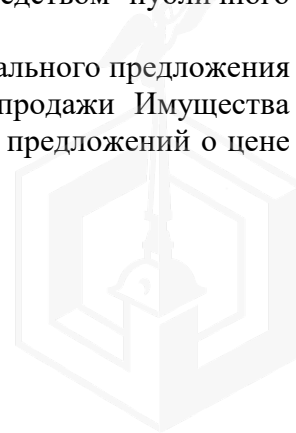 едством публичного
ального предложения
продажи Имущества
предложений о цене